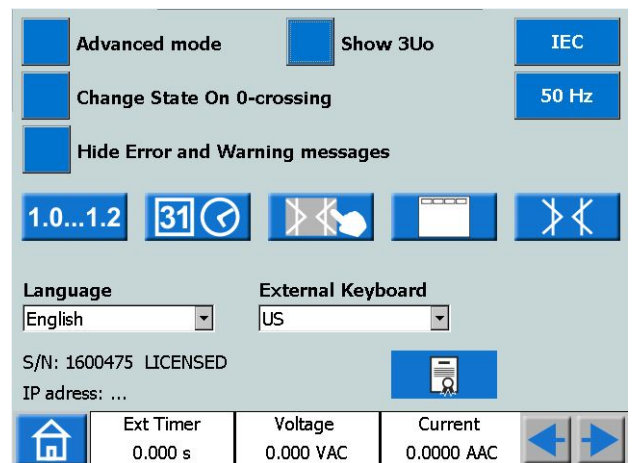 Advanced mode Show 3Uo IEC
Change State On 0-crossing 50 Hz
Hide Error and Warning messages
1.0...1.2 31
Language External Keyboard
English US
S/N: 1600475 LICENSED
IP adress: ...
Ext Timer Voltage Current
0.000 s 0.000 VAC 0.0000 AAC